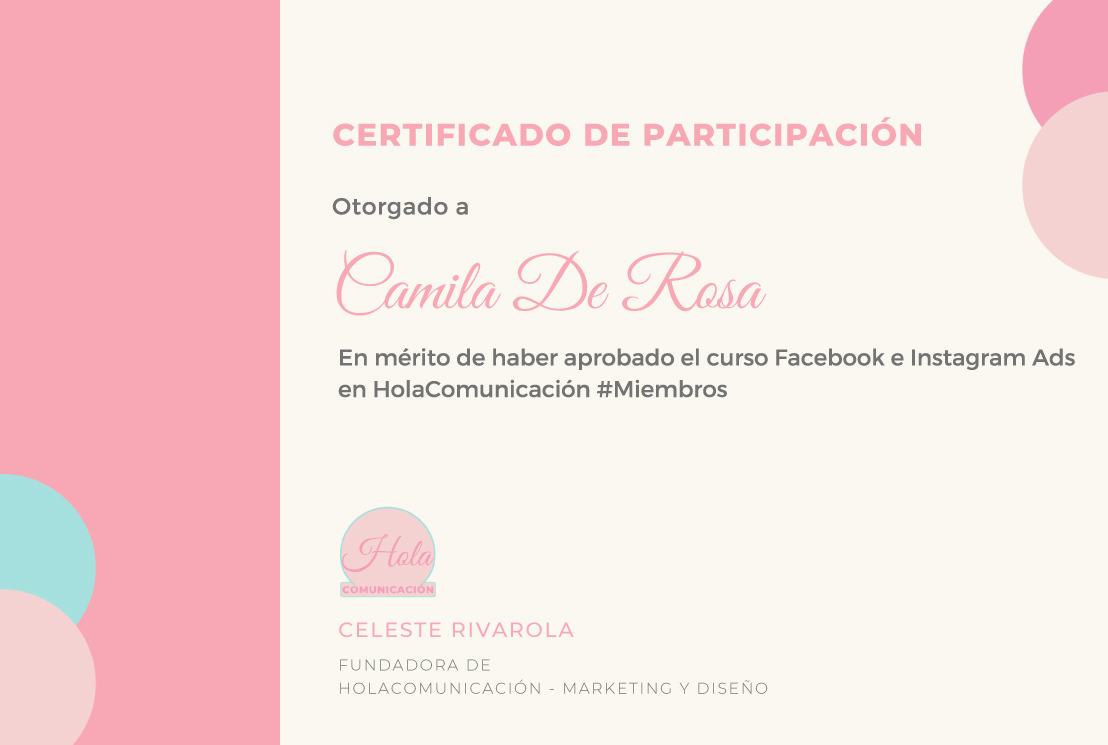 CERTIFICADO DE PARTICIPACIÓN
Otorgado a
Camila De Rosa
En mérito de haber aprobado el curso Facebook e Instagram Ads
en HolaComunicación #Miembros
Hola
COMUNICACIÓN
CELESTE RIVAROLA
FUNDADORA DE
HOLACOMUNICACIÓN - MARKETING Y DISEÑO